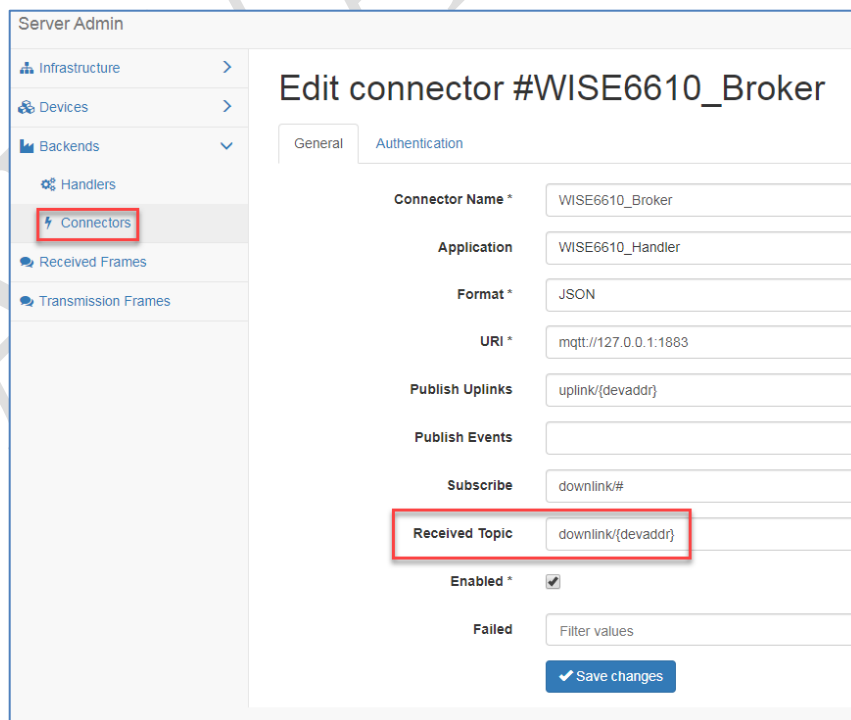 Server Admin
Infrastructure
Devices
Backends
Handlers
Connectors
Received Frames
Transmission Frames
Edit connector #WISE6610_Broker
General Authentication
Connector Name * WISE6610_Broker
Application WISE6610_Handler
Format * JSON
URI * mqtt://127.0.0.1:1883
Publish Uplinks uplink/{devaddr}
Publish Events
Subscribe downlink/#
Received Topic downlink/{devaddr}
Enabled *
Failed Filter values
Save changes